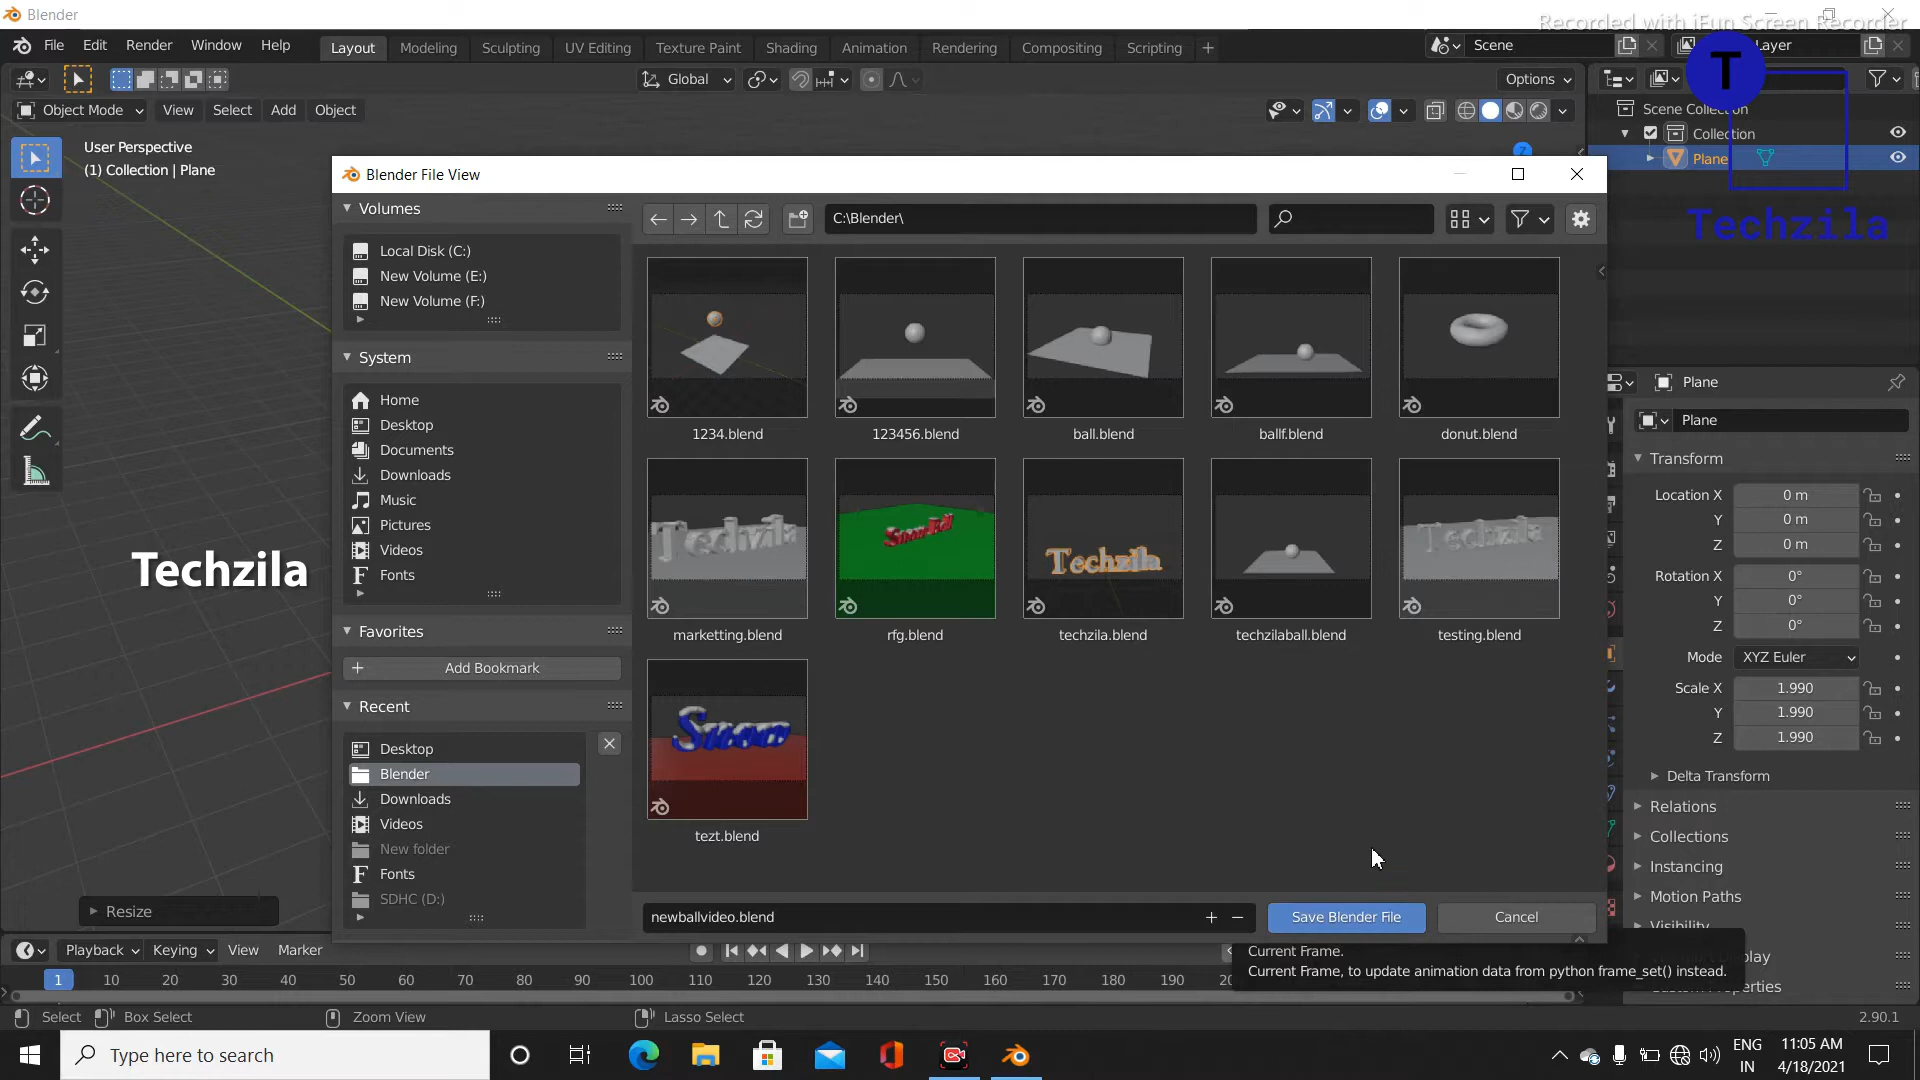 Blender
Recorded with iFun Screen Recorder
File Edit Render Window Help
Layout Modeling Sculpting UV Editing Texture Paint Shading Animation Rendering Compositing Scripting +
Scene
Layer
Global
Options
Object Mode View Select Add Object
T
Scene Collection
Collection
Plane
Techzila
User Perspective
(1) Collection | Plane
Blender File View
Volumes
C:\Blender\
Local Disk (C:)
New Volume (E:)
New Volume (F:)
System
Home
Desktop
Documents
Downloads
Music
Pictures
Videos
Fonts
Favorites
Add Bookmark
Recent
Desktop
Blender
Downloads
Videos
New folder
Fonts
SDHC (D:)
1234.blend 123456.blend ball.blend ballf.blend donut.blend
Techzila
Techzila
Techzila
marketting.blend rfg.blend techzila.blend techzilaball.blend testing.blend
Snow
tezt.blend
newballvideo.blend
Save Blender File
Cancel
Techzila
Resize
Plane
Plane
Transform
Location X 0 m
Y 0 m
Z 0 m
Rotation X 0°
Y 0°
Z 0°
Mode XYZ Euler
Scale X 1.990
Y 1.990
Z 1.990
Delta Transform
Relations
Collections
Instancing
Motion Paths
Visibility
Display
Properties
Current Frame.
Current Frame, to update animation data from python frame_set() instead.
Playback Keying View Marker
1 10 20 30 40 50 60 70 80 90 100 110 120 130 140 150 160 170 180 190
Select Box Select Zoom View Lasso Select
2.90.1
Type here to search
ENG
IN
11:05 AM
4/18/2021